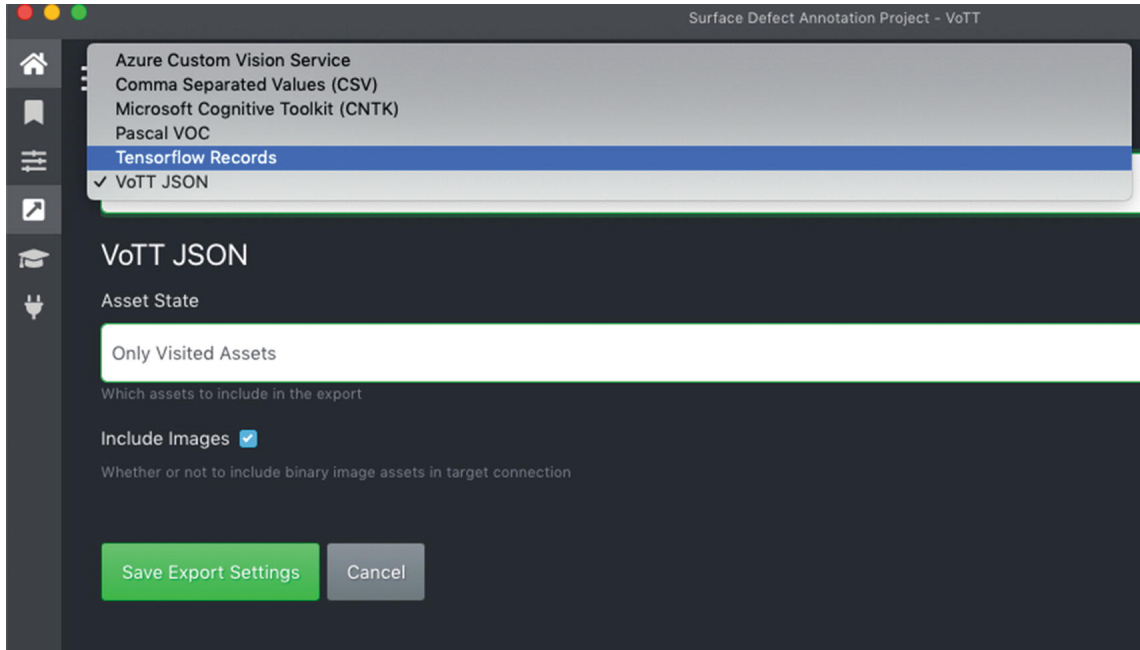 Surface Defect Annotation Project - VoTT
Azure Custom Vision Service
Comma Separated Values (CSV)
Microsoft Cognitive Toolkit (CNTK)
Pascal VOC
Tensorflow Records
✓ VoTT JSON
VoTT JSON
Asset State
Only Visited Assets
Which assets to include in the export
Include Images
Whether or not to include binary image assets in target connection
Save Export Settings Cancel